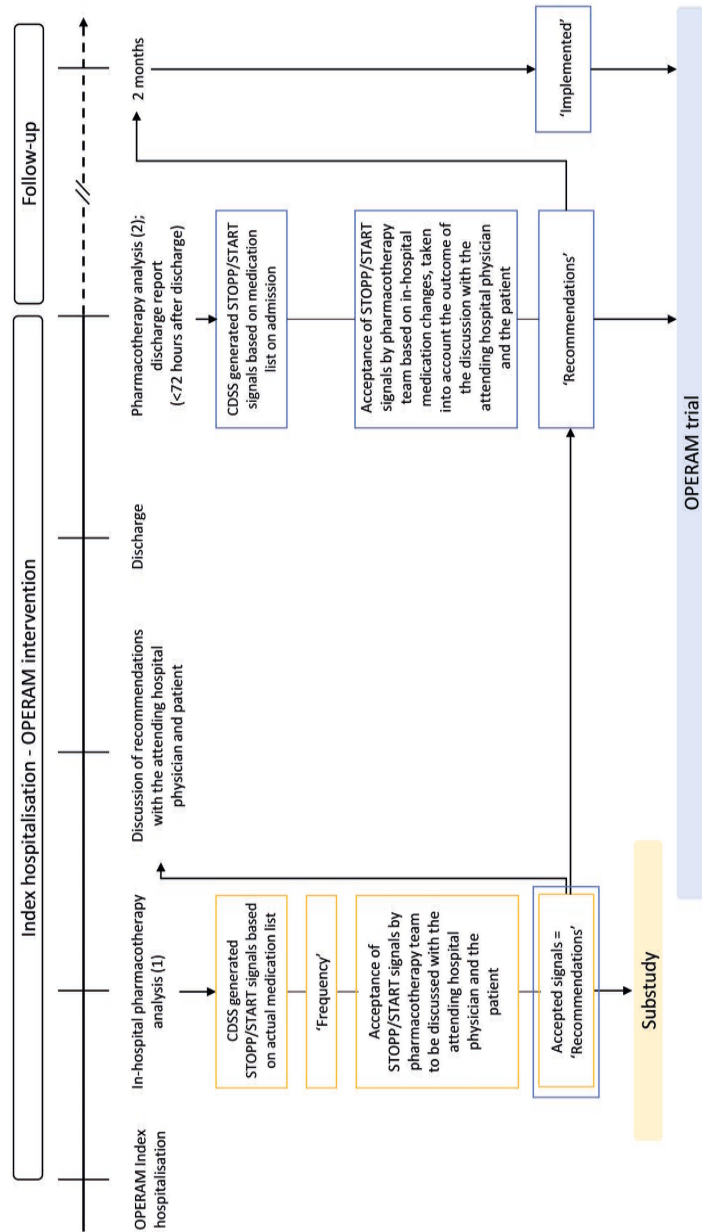 Index hospitalisation - OPERAM intervention
Follow-up
OPERAM Index
hospitalisation
In-hospital pharmacotherapy
analysis (1)
Discussion of recommendations
with the attending hospital
physician and patient
Discharge
Pharmacotherapy analysis (2);
discharge report
(<72 hours after discharge)
2 months
CDSS generated
STOPP/START signals based
on actual medication list
'Frequency'
Acceptance of
STOPP/START signals by
pharmacotherapy team
to be discussed with the
attending hospital
physician and the
patient
Accepted signals =
'Recommendations'
CDSS generated STOPP/START
signals based on medication
list on admission
Acceptance of STOPP/START
signals by pharmacotherapy
team based on in-hospital
medication changes, taken
into account the outcome of
the discussion with the
attending hospital physician
and the patient
'Recommendations'
'Implemented'
Substudy
OPERAM trial